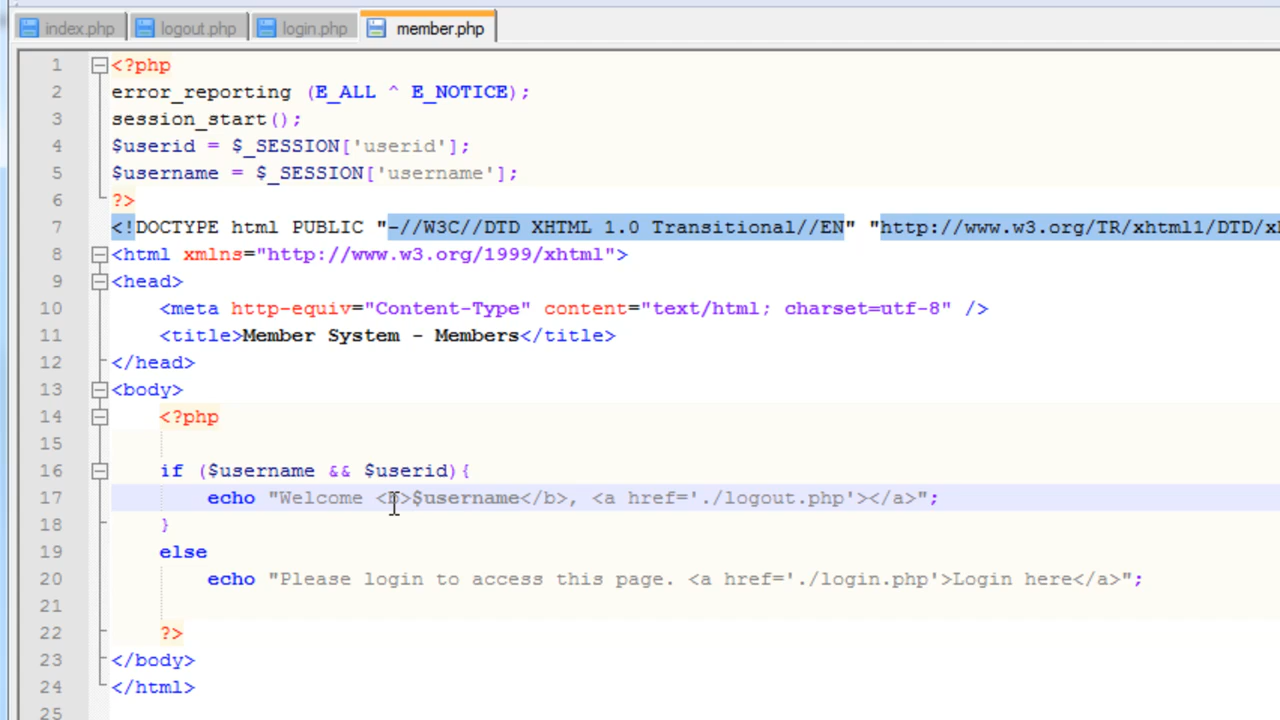 index.php logout.php login.php member.php
1 <?php
2 error_reporting (E_ALL ^ E_NOTICE);
3 session_start();
4 $userid = $_SESSION['userid'];
5 $username = $_SESSION['username'];
6 ?>
7 <!DOCTYPE html PUBLIC "-//W3C//DTD XHTML 1.0 Transitional//EN" "http://www.w3.org/TR/xhtml1/DTD/x
8 <html xmlns="http://www.w3.org/1999/xhtml">
9 <head>
10 <meta http-equiv="Content-Type" content="text/html; charset=utf-8" />
11 <title>Member System - Members</title>
12 </head>
13 <body>
14 <?php
15
16 if ($username && $userid){
17 echo "Welcome <b>$username</b>, <a href='./logout.php'></a>";
18 }
19 else
20 echo "Please login to access this page. <a href='./login.php'>Login here</a>";
21
22 ?>
23 </body>
24 </html>
25